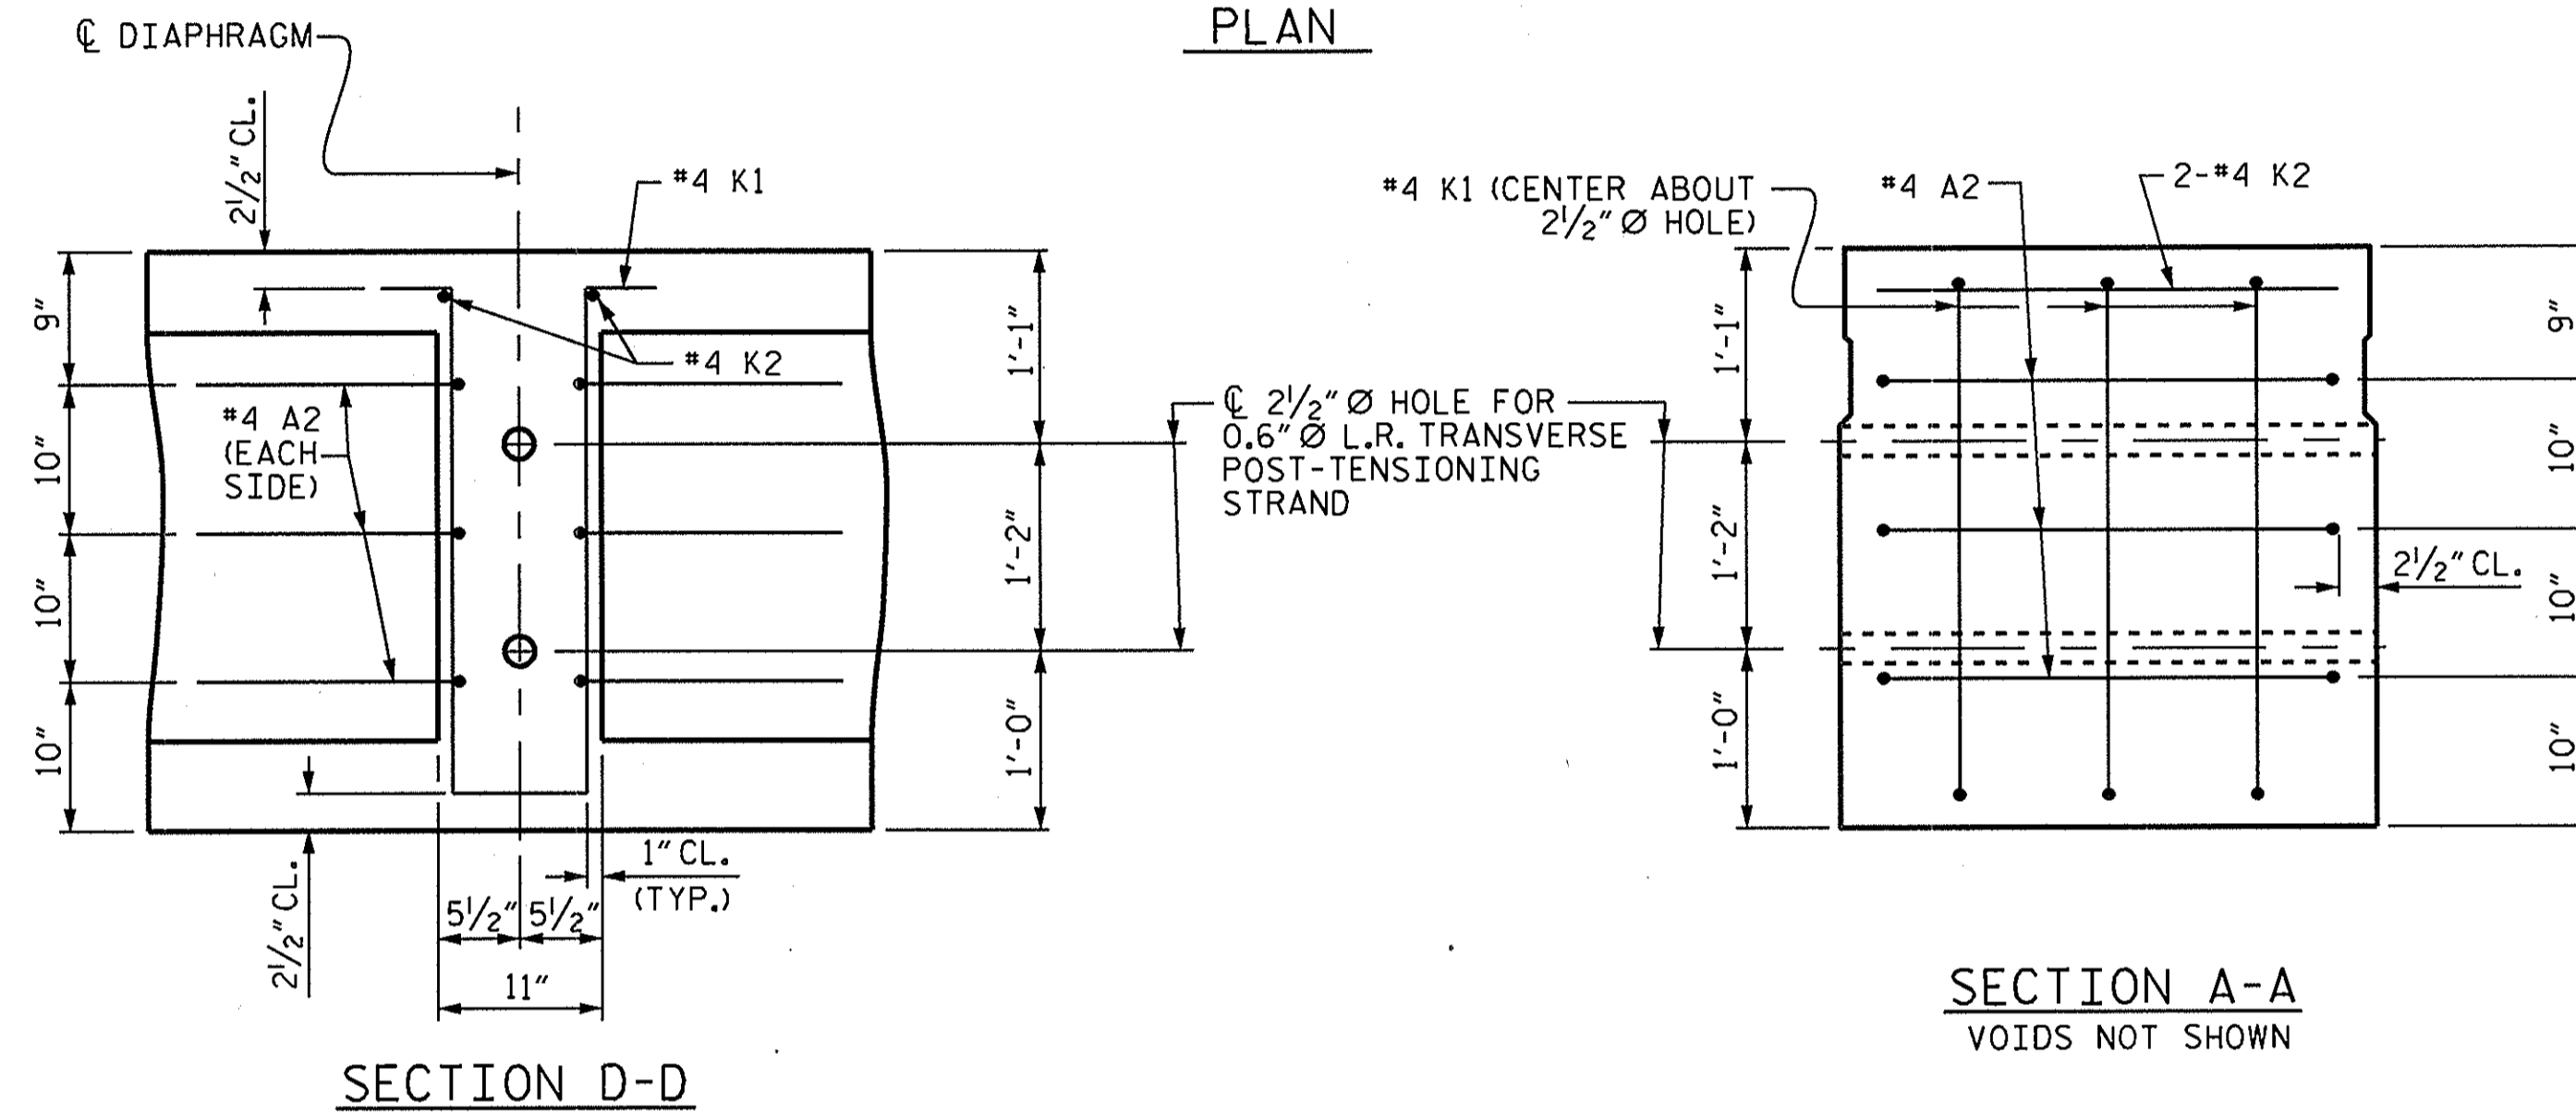 PLAN
℄ DIAPHRAGM
2½" CL.
#4 K1
9"
10"
10"
10"
#4 A2
(EACH
SIDE)
#4 K2
1'-1"
1'-2"
1'-0"
℄ 2½" Ø HOLE FOR
0.6" Ø L.R. TRANSVERSE
POST-TENSIONING
STRAND
2½" CL.
1" CL.
(TYP.)
5½"
5½"
11"
SECTION D-D
#4 K1 (CENTER ABOUT
2½" Ø HOLE)
#4 A2
2-#4 K2
1'-1"
1'-2"
1'-0"
9"
10"
10"
10"
2½" CL.
SECTION A-A
VOIDS NOT SHOWN